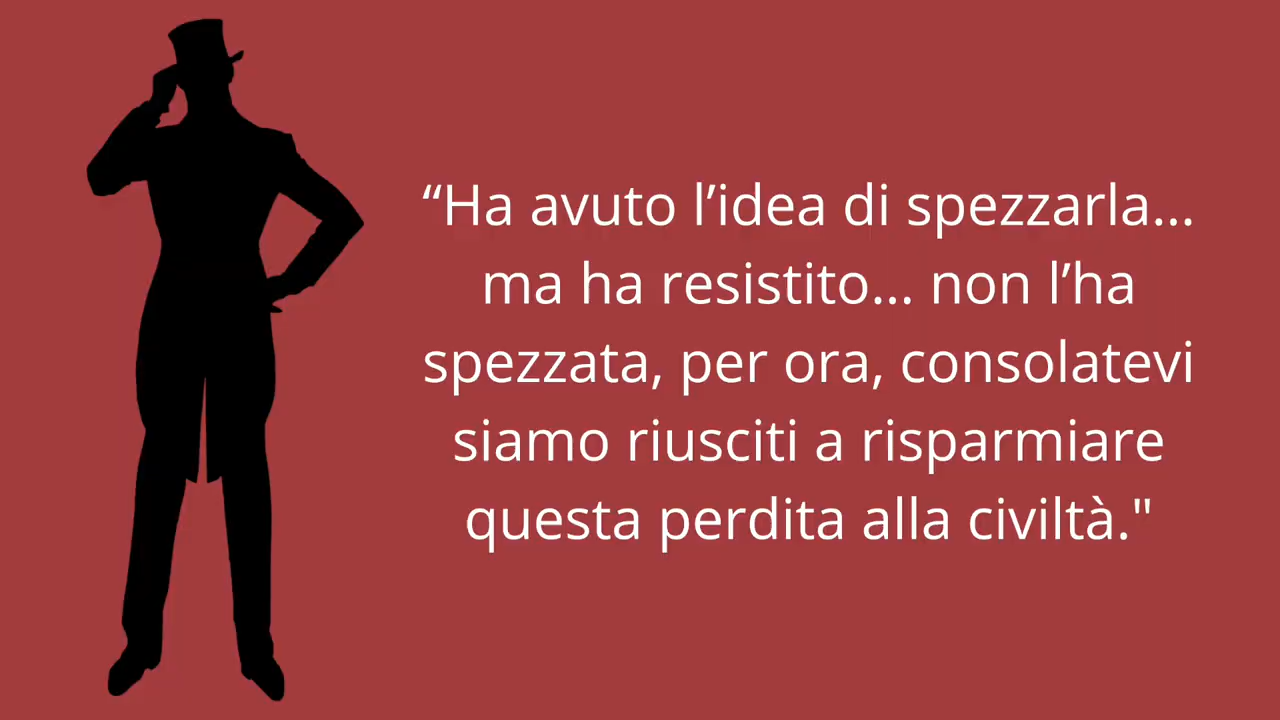 “Ha avuto l’idea di spezzarla...
ma ha resistito... non l’ha
spezzata, per ora, consolatevi
siamo riusciti a risparmiare
questa perdita alla civiltà."